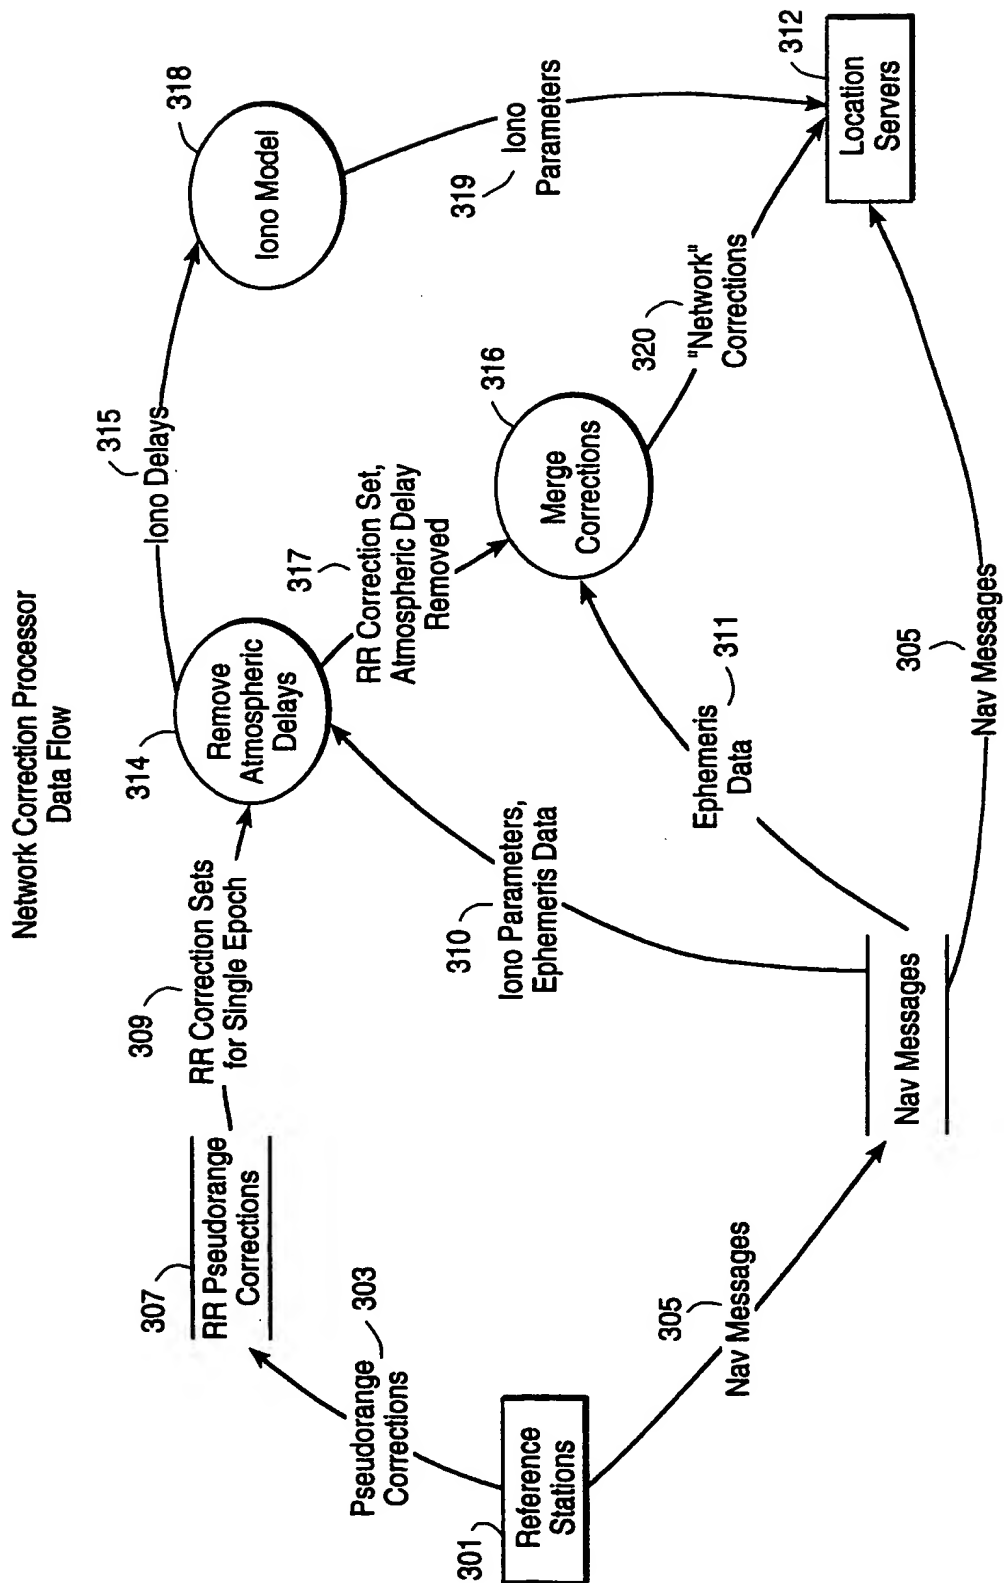 Network Correction Processor
Data Flow
301
Reference
Stations
Pseudorange
Corrections
303
305
Nav Messages
307
RR Pseudorange
Corrections
309
RR Correction Sets
for Single Epoch
Nav Messages
310
Iono Parameters,
Ephemeris Data
314
Remove
Atmospheric
Delays
315
Iono Delays
317
RR Correction Set,
Atmospheric Delay
Removed
Ephemeris
Data
311
316
Merge
Corrections
318
Iono Model
319
Iono
Parameters
320
"Network"
Corrections
305
Nav Messages
312
Location
Servers